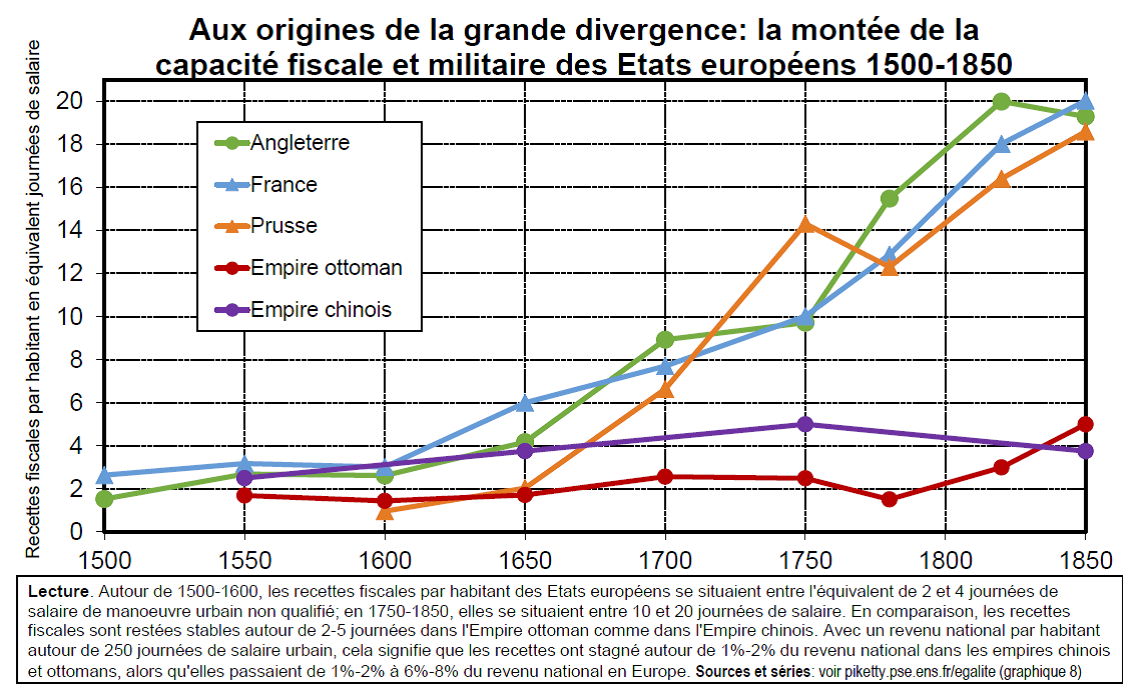 Aux origines de la grande divergence: la montée de la
capacité fiscale et militaire des Etats européens 1500-1850
Recettes fiscales par habitant en équivalent journées de salaire
20
18
16
14
12
10
8
6
4
2
0
Angleterre
France
Prusse
Empire ottoman
Empire chinois
1500 1550 1600 1650 1700 1750 1800 1850
Lecture. Autour de 1500-1600, les recettes fiscales par habitant des Etats européens se situaient entre l'équivalent de 2 et 4 journées de
salaire de manoeuvre urbain non qualifié; en 1750-1850, elles se situaient entre 10 et 20 journées de salaire. En comparaison, les recettes
fiscales sont restées stables autour de 2-5 journées dans l'Empire ottoman comme dans l'Empire chinois. Avec un revenu national par habitant
autour de 250 journées de salaire urbain, cela signifie que les recettes ont stagné autour de 1%-2% du revenu national dans les empires chinois
et ottomans, alors qu'elles passaient de 1%-2% à 6%-8% du revenu national en Europe. Sources et séries: voir piketty.pse.ens.fr/egalite (graphique 8)